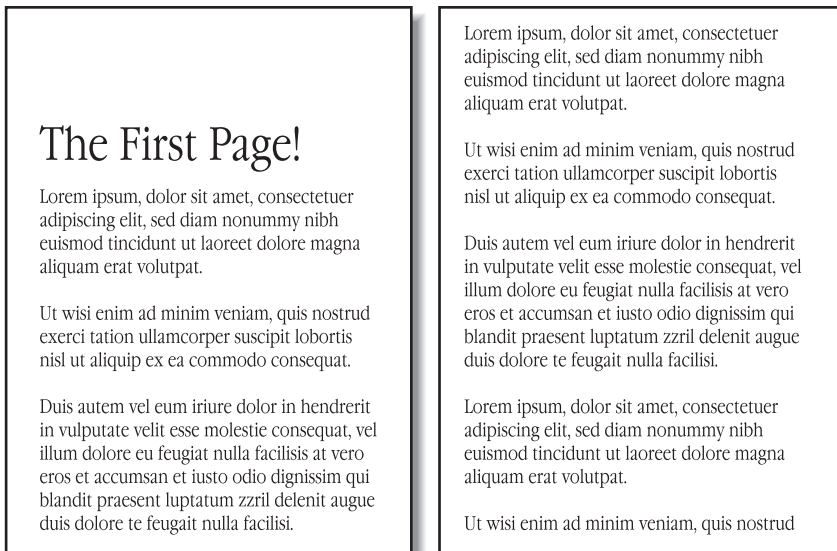 The First Page!
Lorem ipsum, dolor sit amet, consectetuer
adipiscing elit, sed diam nonummy nibh
euismod tincidunt ut laoreet dolore magna
aliquam erat volutpat.
Ut wisi enim ad minim veniam, quis nostrud
exerci tation ullamcorper suscipit lobortis
nisl ut aliquip ex ea commodo consequat.
Duis autem vel eum iriure dolor in hendrerit
in vulputate velit esse molestie consequat, vel
illum dolore eu feugiat nulla facilisis at vero
eros et accumsan et iusto odio dignissim qui
blandit praesent luptatum zzril delenit augue
duis dolore te feugait nulla facilisi.
Lorem ipsum, dolor sit amet, consectetuer
adipiscing elit, sed diam nonummy nibh
euismod tincidunt ut laoreet dolore magna
aliquam erat volutpat.
Ut wisi enim ad minim veniam, quis nostrud
exerci tation ullamcorper suscipit lobortis
nisl ut aliquip ex ea commodo consequat.
Duis autem vel eum iriure dolor in hendrerit
in vulputate velit esse molestie consequat, vel
illum dolore eu feugiat nulla facilisis at vero
eros et accumsan et iusto odio dignissim qui
blandit praesent luptatum zzril delenit augue
duis dolore te feugait nulla facilisi.
Lorem ipsum, dolor sit amet, consectetuer
adipiscing elit, sed diam nonummy nibh
euismod tincidunt ut laoreet dolore magna
aliquam erat volutpat.
Ut wisi enim ad minim veniam, quis nostrud